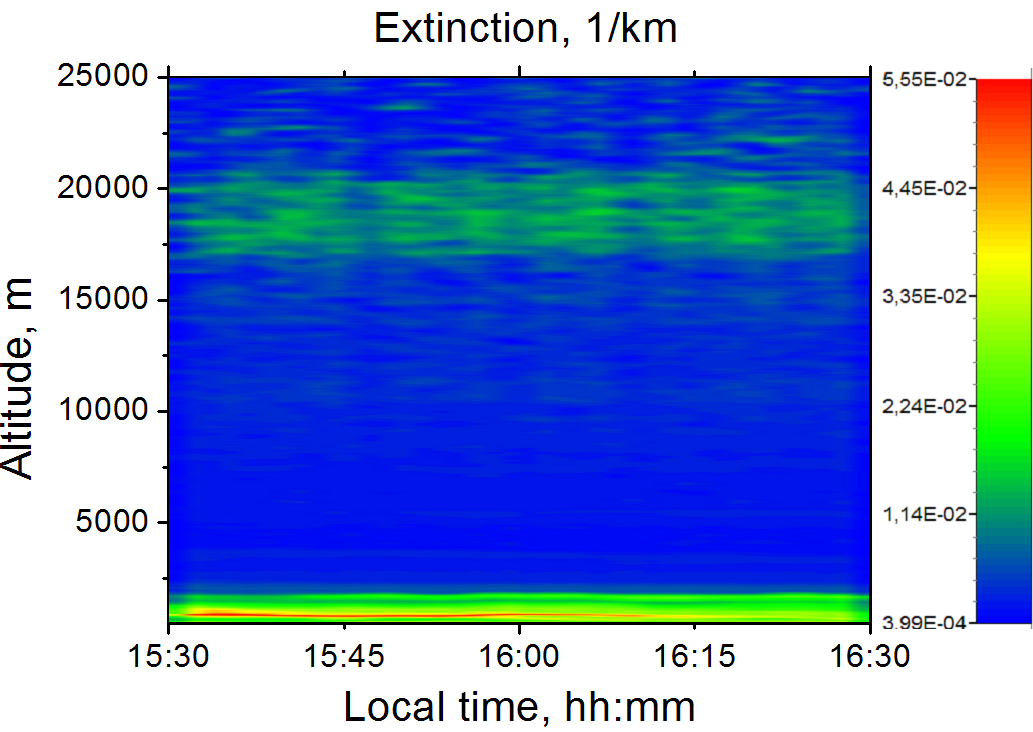 Extinction, 1/km
25000
20000
15000
10000
5000
Altitude, m
15:30 15:45 16:00 16:15 16:30
Local time, hh:mm
5,55E-02
4,45E-02
3,35E-02
2,24E-02
1,14E-02
3.99E-04